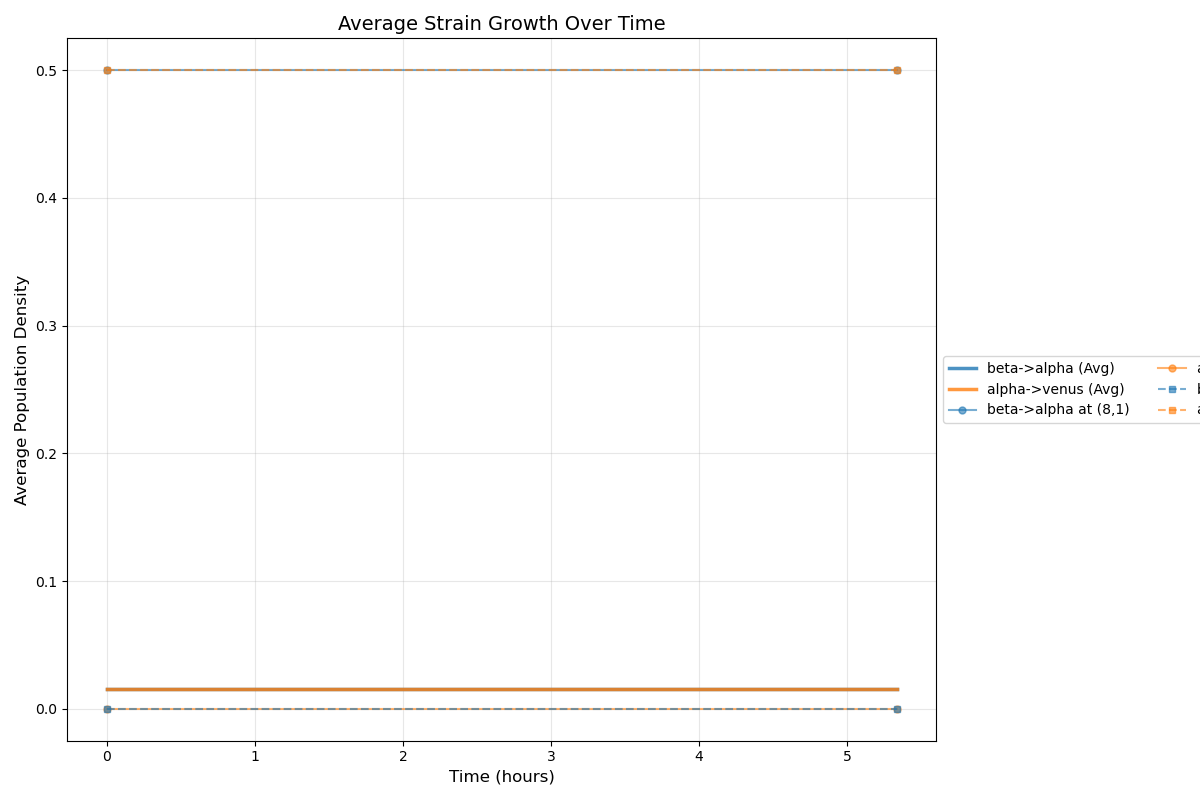 Average Strain Growth Over Time
Average Population Density
0.5
0.4
0.3
0.2
0.1
0.0
0 1 2 3 4 5
Time (hours)
beta->alpha (Avg)
alpha->venus (Avg)
beta->alpha at (8,1)